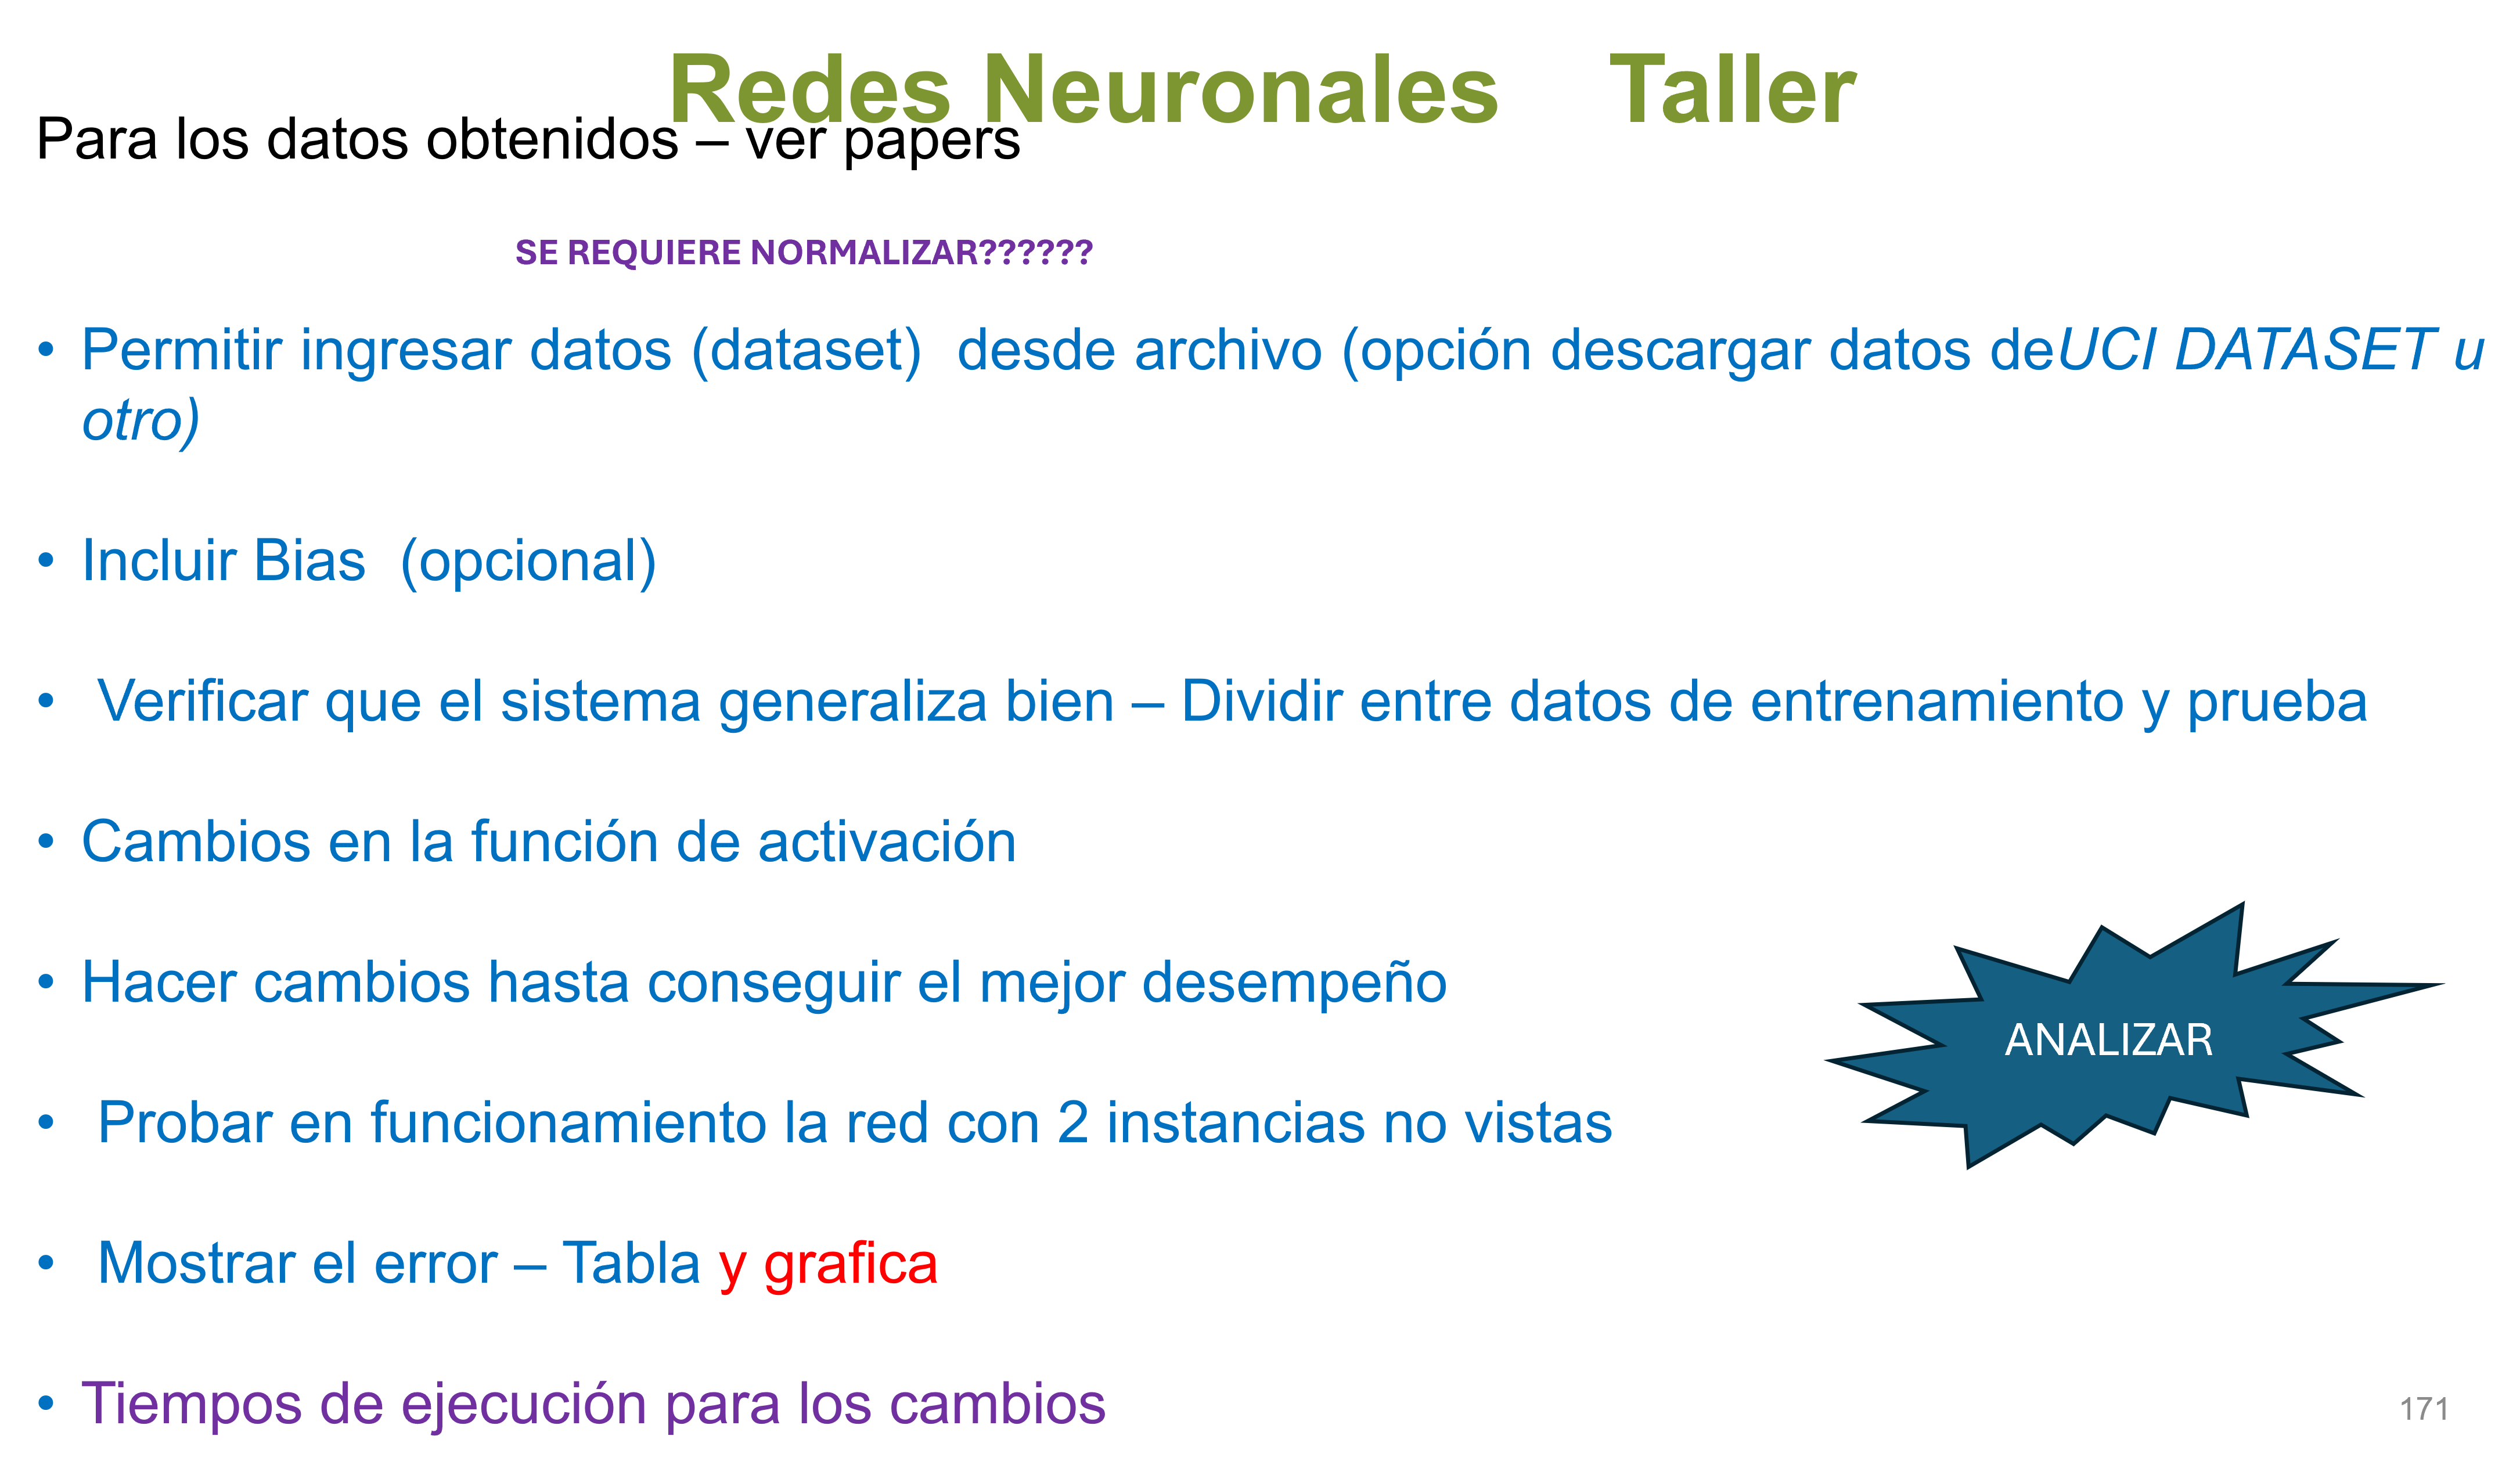 Redes Neuronales Taller
Para los datos obtenidos – ver papers
SE REQUIERE NORMALIZAR??????
• Permitir ingresar datos (dataset) desde archivo (opción descargar datos deUCI DATASET u
otro)
• Incluir Bias (opcional)
• Verificar que el sistema generaliza bien – Dividir entre datos de entrenamiento y prueba
• Cambios en la función de activación
• Hacer cambios hasta conseguir el mejor desempeño
ANALIZAR
• Probar en funcionamiento la red con 2 instancias no vistas
• Mostrar el error – Tabla y grafica
• Tiempos de ejecución para los cambios
171